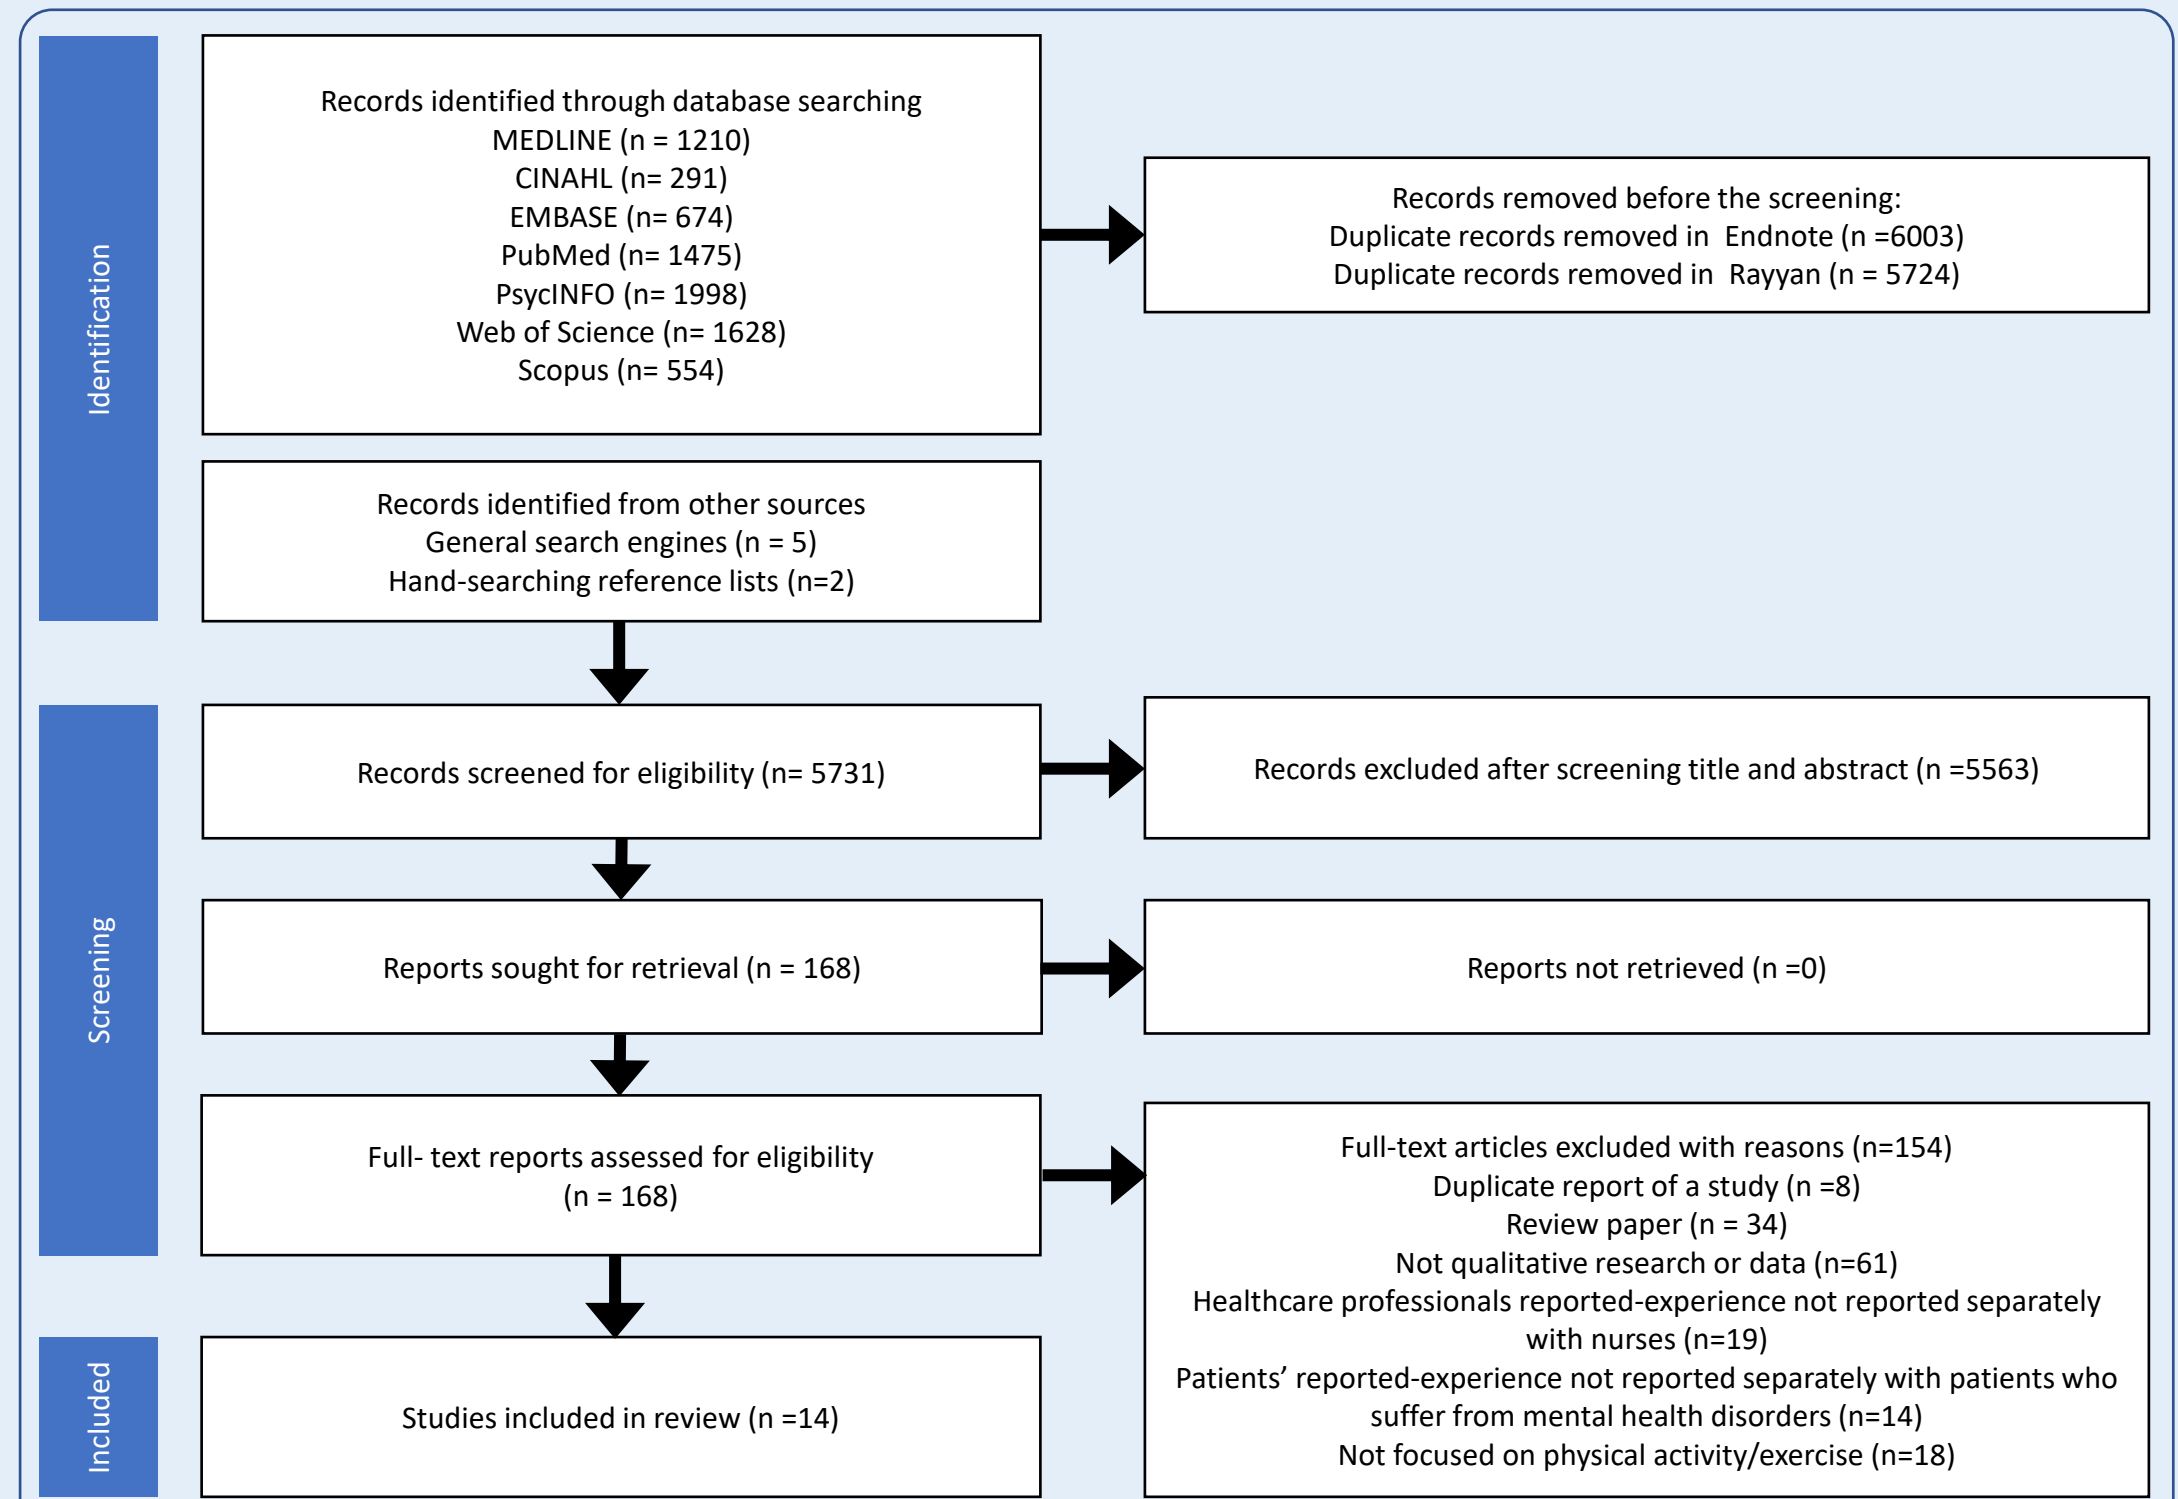 Identification
Records identified through database searching
MEDLINE (n = 1210)
CINAHL (n= 291)
EMBASE (n= 674)
PubMed (n= 1475)
PsycINFO (n= 1998)
Web of Science (n= 1628)
Scopus (n= 554)
Records removed before the screening:
Duplicate records removed in  Endnote (n =6003)
Duplicate records removed in  Rayyan (n = 5724)
Records identified from other sources
General search engines (n = 5)
Hand-searching reference lists (n=2)
Screening
Records screened for eligibility (n= 5731)
Records excluded after screening title and abstract (n =5563)
Reports sought for retrieval (n = 168)
Reports not retrieved (n =0)
Full- text reports assessed for eligibility
(n = 168)
Full-text articles excluded with reasons (n=154)
Duplicate report of a study (n =8)
Review paper (n = 34)
Not qualitative research or data (n=61)
Healthcare professionals reported-experience not reported separately
with nurses (n=19)
Patients’ reported-experience not reported separately with patients who
suffer from mental health disorders (n=14)
Not focused on physical activity/exercise (n=18)
Included
Studies included in review (n =14)